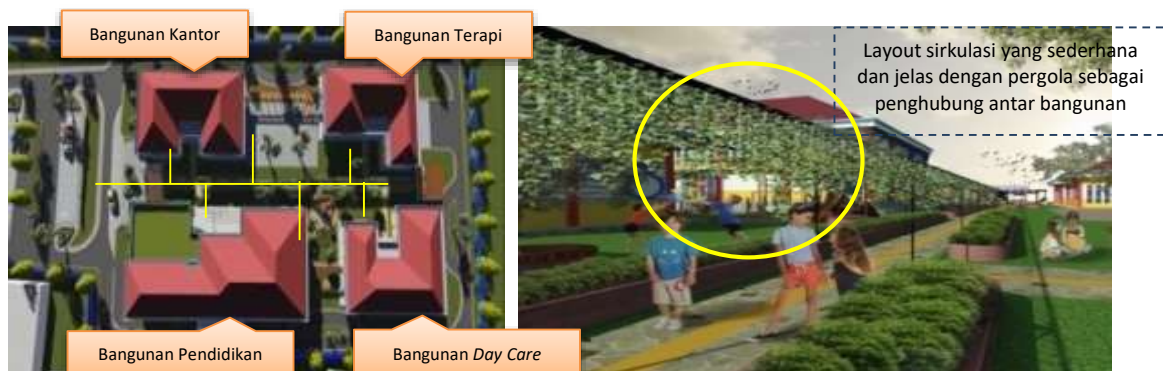 Bangunan Kantor
Bangunan Terapi
Layout sirkulasi yang sederhana
dan jelas dengan pergola sebagai
penghubung antar bangunan
Bangunan Pendidikan
Bangunan Day Care